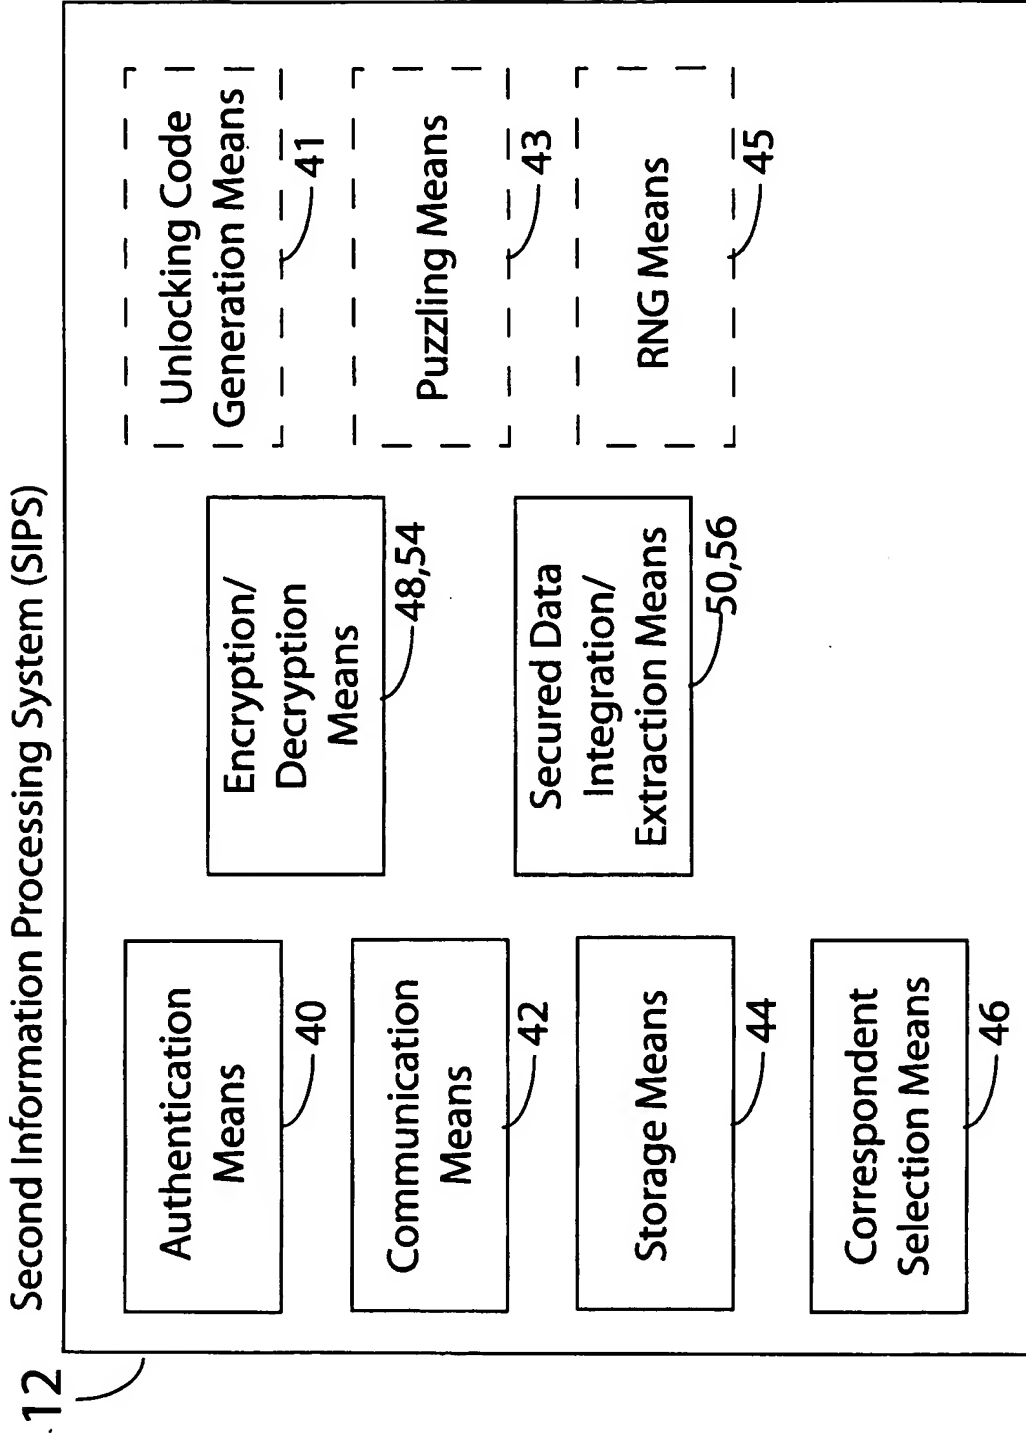 Second Information Processing System (SIPS)
12
Authentication
Means
40
Communication
Means
42
Storage Means
44
Correspondent
Selection Means
46
Encryption/
Decryption
Means
48,54
Secured Data
Integration/
Extraction Means
50,56
Unlocking Code
Generation Means
41
Puzzling Means
43
RNG Means
45